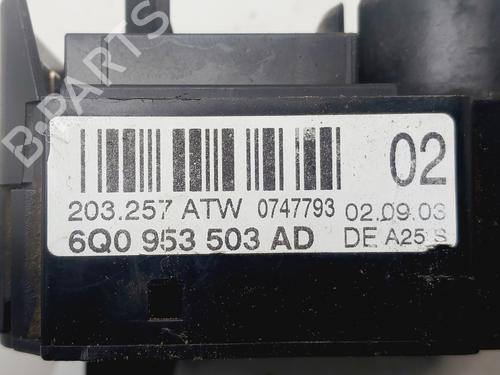 B-PARTS
02
203.257 ATW 0747793 02.09.03
6Q0 953 503 AD DE A25 S